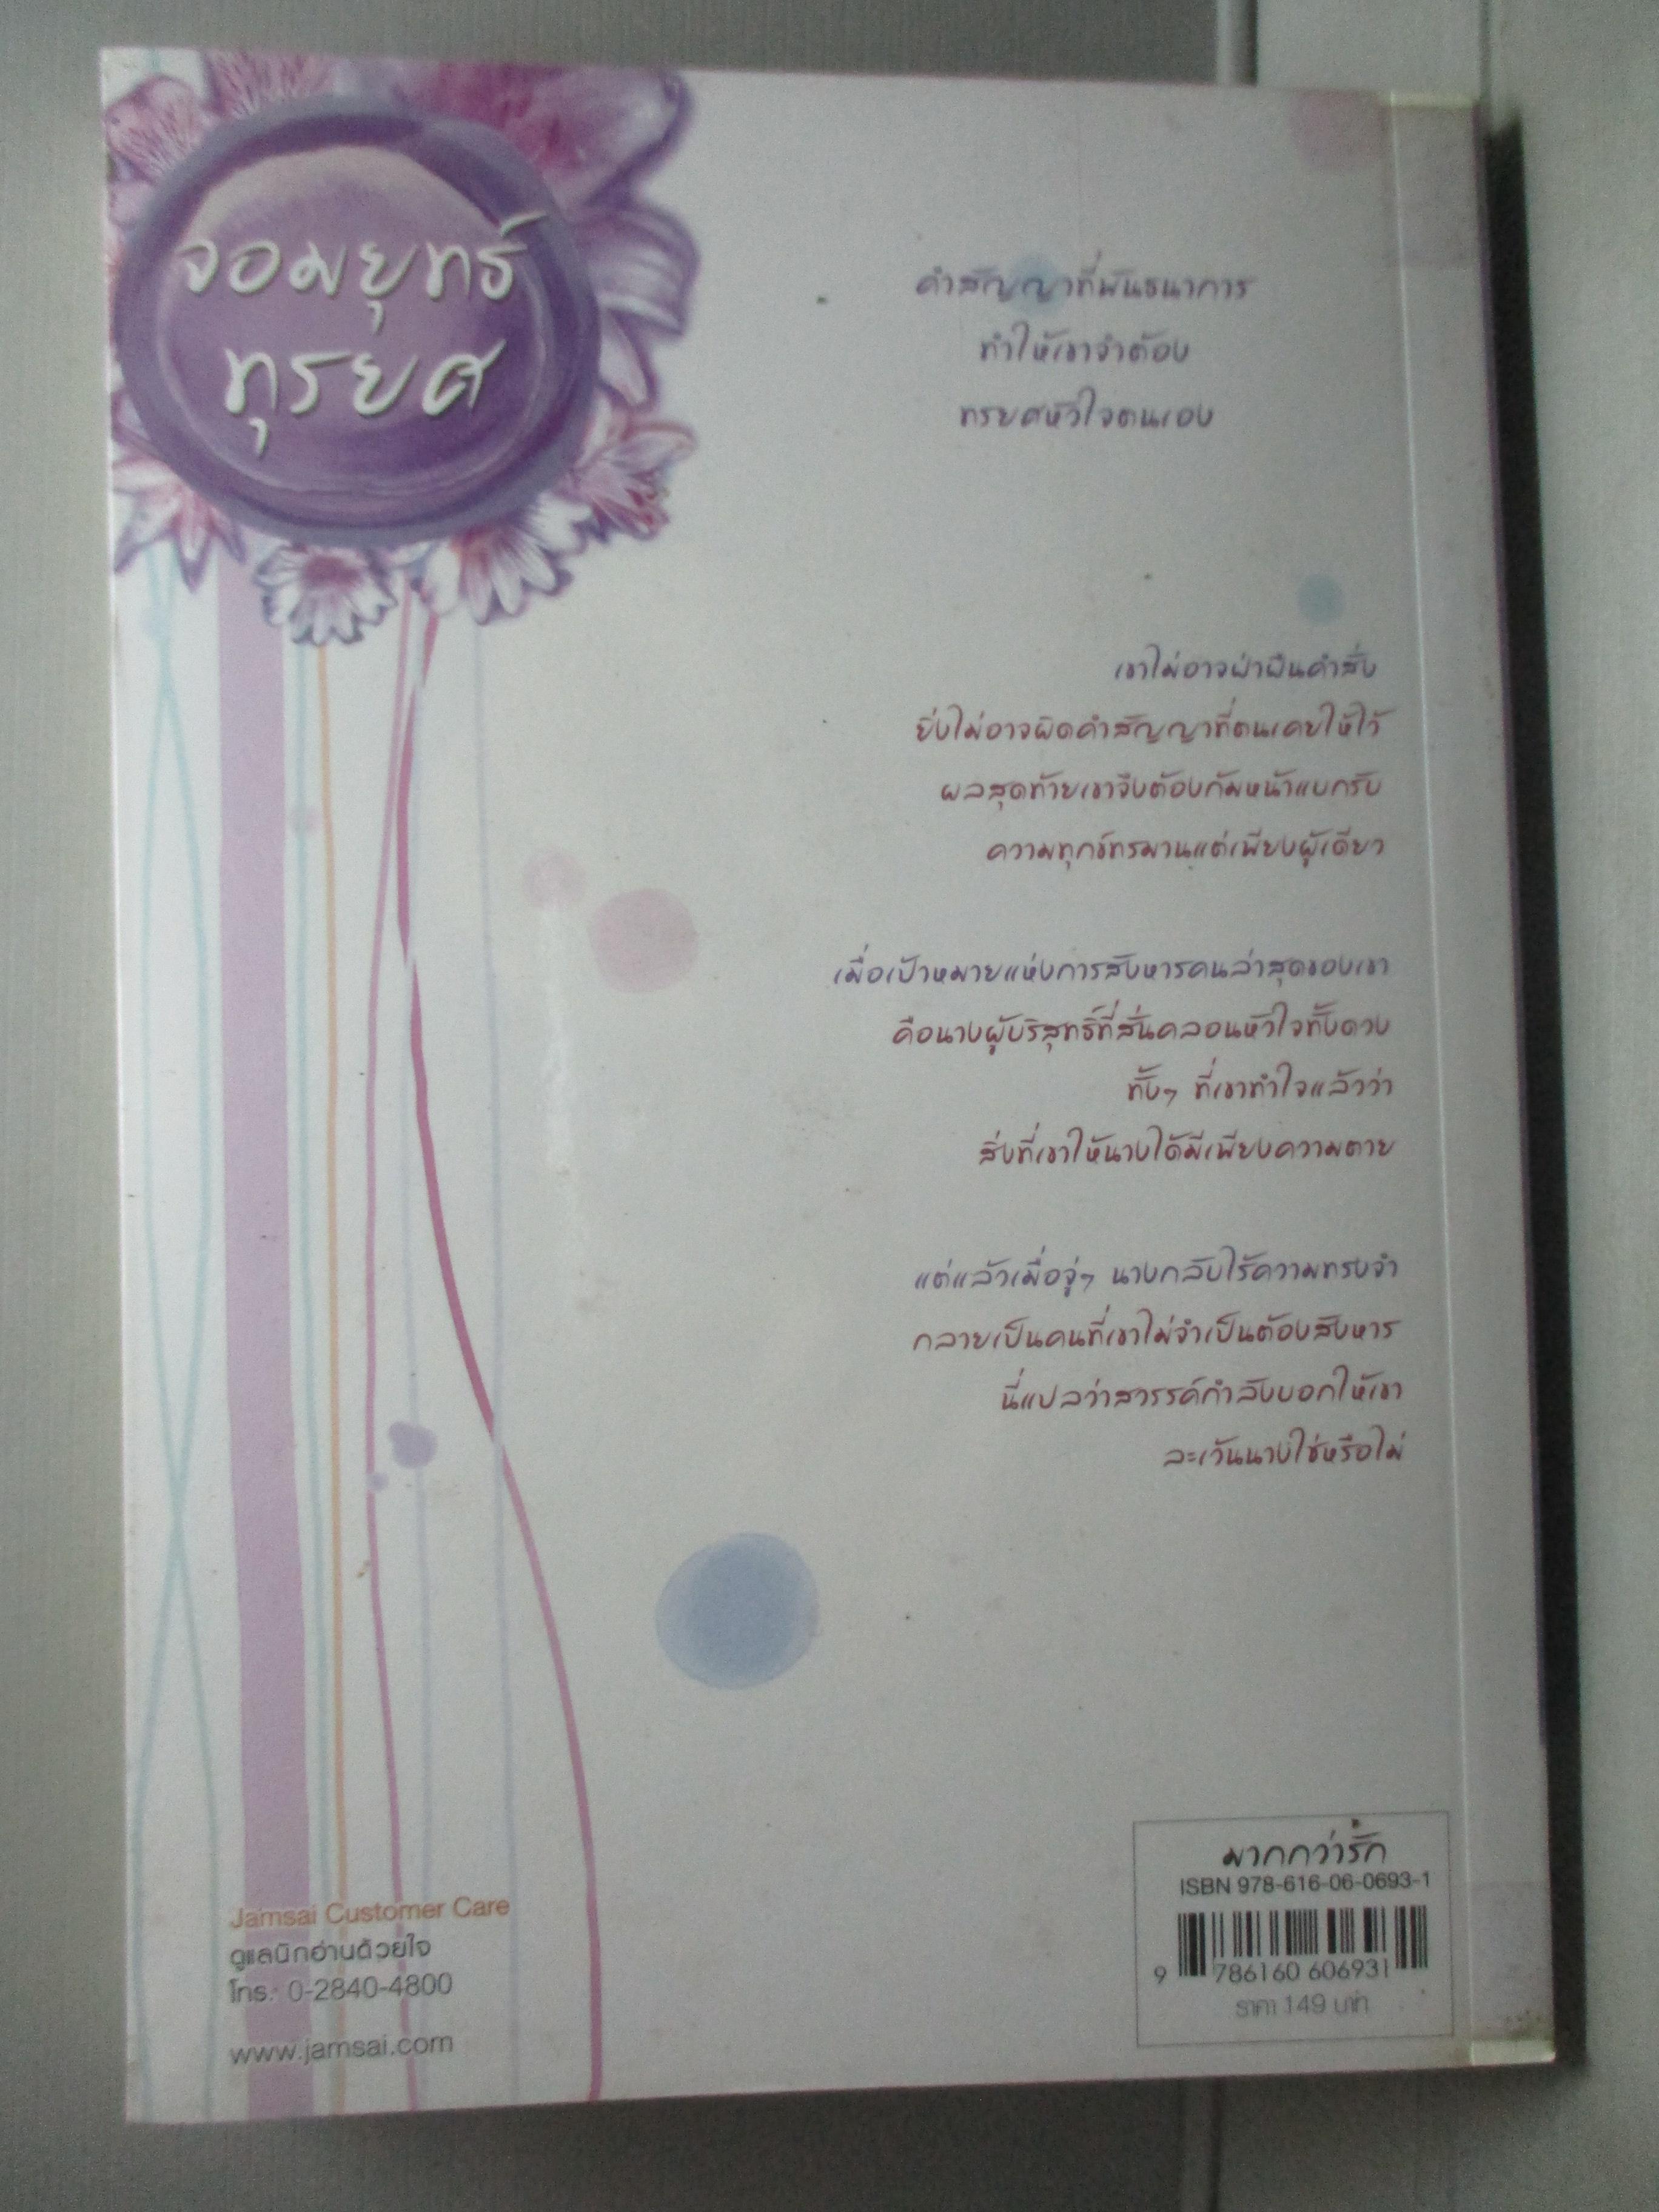 จอมยุทธ์
ทุรยศ
คำสัญญาที่พันธนาการ
ทำให้เขาจำต้อง
ทรยศหัวใจตนเอง
เขาไม่อาจฝ่าฝืนคำสั่ง
ยิ่งไม่อาจผิดคำสัญญาที่ตนเคยให้ไว้
ผลสุดท้ายเขาจึงต้องก้มหน้าแบกรับ
ความทุกข์ทรมานแต่เพียงผู้เดียว
เมื่อเป้าหมายแห่งการสังหารคนล่าสุดของเขา
คือนางผู้บริสุทธิ์ที่สั่นคลอนหัวใจทั้งดวง
ทั้งๆ ที่เขาทำใจแล้วว่า
สิ่งที่เขาให้นางได้มีเพียงความตาย
แต่แล้วเมื่อจู่ๆ นางกลับไร้ความทรงจำ
กลายเป็นคนที่เขาไม่จำเป็นต้องสังหาร
นี่แปลว่าสวรรค์กำลังบอกให้เขา
ละเว้นนางใช่หรือไม่
Jamsai Customer Care
ดูแลนักอ่านด้วยใจ
โทร. 0-2840-4800
www.jamsai.com
มากกว่ารัก
ISBN 978-616-06-0693-1
9 786160 606931
ราคา 149 บาท